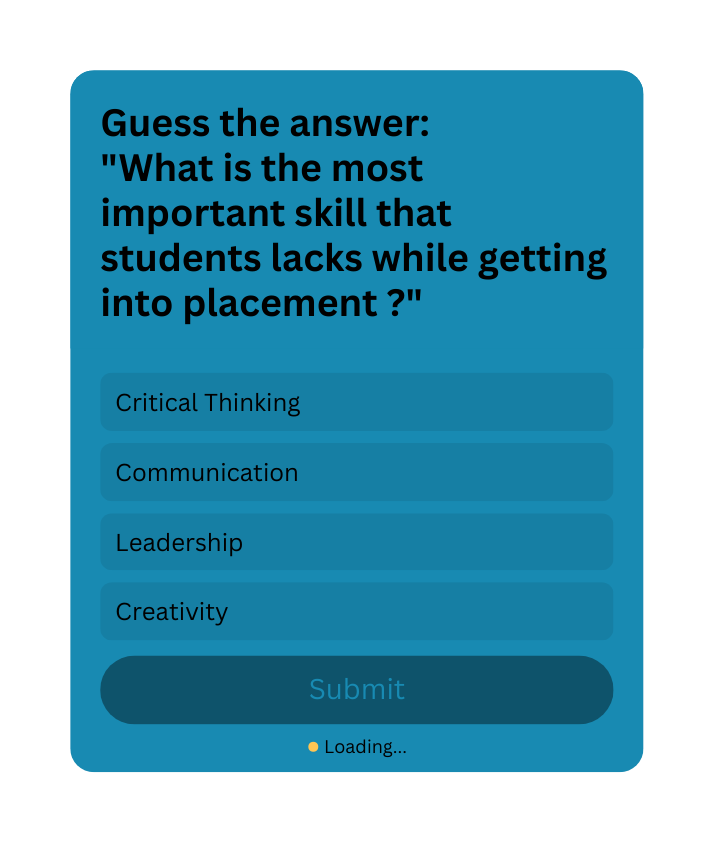 Guess the answer:
"What is the most
important skill that
students lacks while getting
into placement ?"
Critical Thinking
Communication
Leadership
Creativity
Submit
Loading...